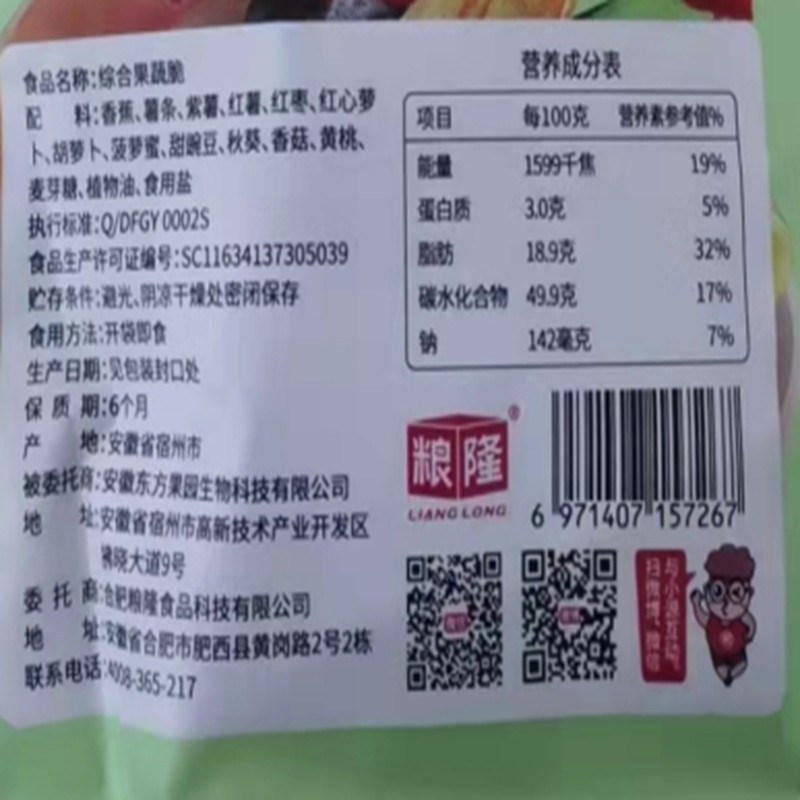 食品名称:综合果蔬脆
配 料:香蕉、薯条、紫薯、红薯、红枣、红心萝
卜、胡萝卜、菠萝蜜、甜豌豆、秋葵、香菇、黄桃、
麦芽糖、植物油、食用盐
执行标准:Q/DFGY 0002S
食品生产许可证编号:SC11634137305039
贮存条件:避光、阴凉干燥处密闭保存
食用方法:开袋即食
生产日期:见包装封口处
保 质 期:6个月
产 地:安徽省宿州市
被委托商:安徽东方果园生物科技有限公司
地 址:安徽省宿州市高新技术产业开发区
拂晓大道9号
委 托 商:合肥粮隆食品科技有限公司
地 址:安徽省合肥市肥西县黄岗路2号2栋
联系电话:4008-365-217
营养成分表
项目 每100克 营养素参考值%
能量 1599千焦 19%
蛋白质 3.0克 5%
脂肪 18.9克 32%
碳水化合物 49.9克 17%
钠 142毫克 7%
粮隆®
LIANG LONG
6 971407 157267
扫微博、微信